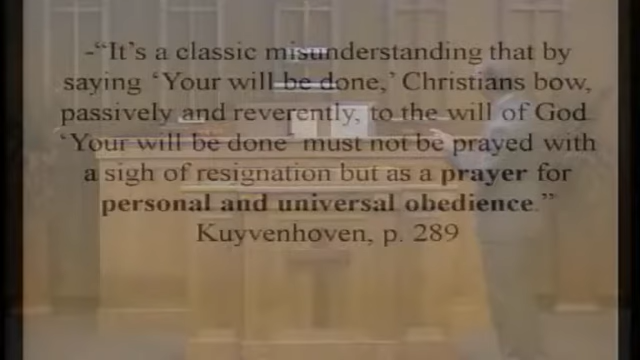 -“It’s a classic misunderstanding that by
saying ‘Your will be done,’ Christians bow,
passively and reverently, to the will of God
‘Your will be done’ must not be prayed with
a sigh of resignation but as a prayer for
personal and universal obedience.”
Kuyvenhoven, p. 289